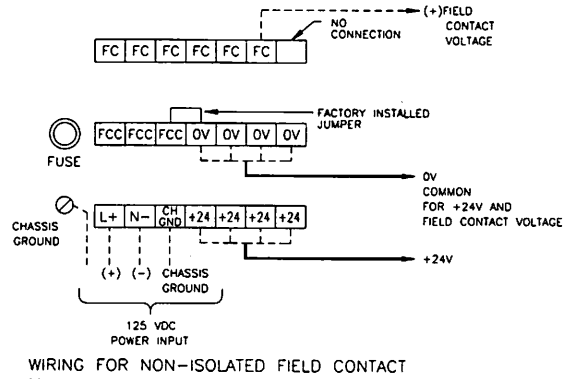 NO
CONNECTION
(+)FIELD
CONTACT
VOLTAGE
FC FC FC FC FC FC
FACTORY INSTALLED
JUMPER
FCC FCC FCC 0V 0V 0V 0V
FUSE
0V
COMMON
FOR +24V AND
FIELD CONTACT VOLTAGE
L+ N- CH GND +24 +24 +24 +24
CHASSIS
GROUND
+24V
(+) (-) CHASSIS
GROUND
125 VDC
POWER INPUT
WIRING FOR NON-ISOLATED FIELD CONTACT